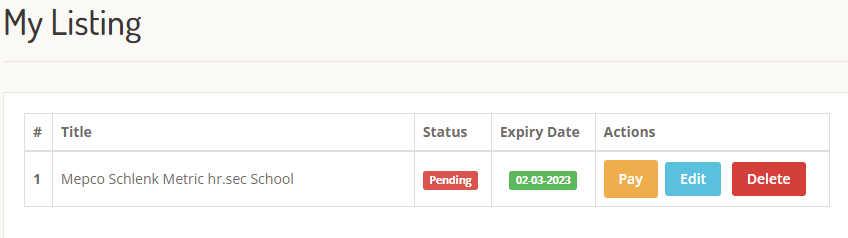 My Listing
# Title Status Expiry Date Actions
1 Mepco Schlenk Metric hr.sec School Pending 02-03-2023 Pay Edit Delete